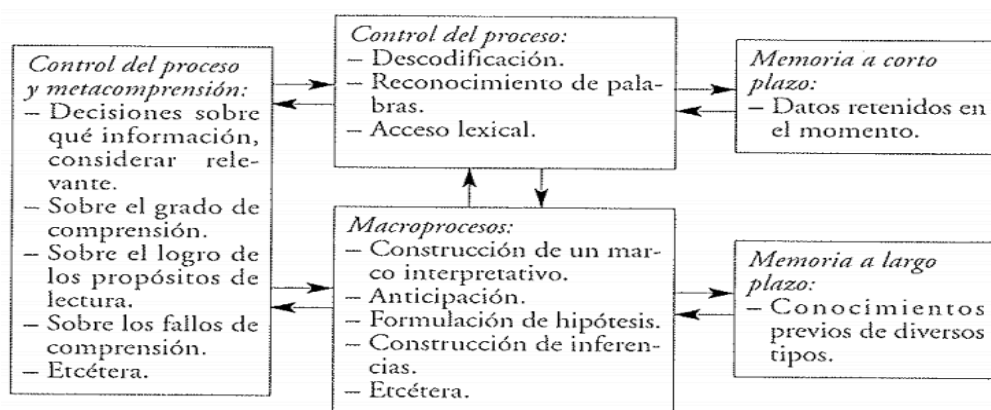 Control del proceso
y metacomprensión:
– Decisiones sobre
qué información,
considerar rele-
vante.
– Sobre el grado de
comprensión.
– Sobre el logro de
los propósitos de
lectura.
– Sobre los fallos de
comprensión.
– Etcétera.
Control del proceso:
– Descodificación.
– Reconocimiento de pala-
bras.
– Acceso lexical.
Macroprocesos:
– Construcción de un mar-
co interpretativo.
– Anticipación.
– Formulación de hipótesis.
– Construcción de inferen-
cias.
– Etcétera.
Memoria a corto
plazo:
– Datos retenidos en
el momento.
Memoria a largo
plazo:
– Conocimientos
previos de diversos
tipos.